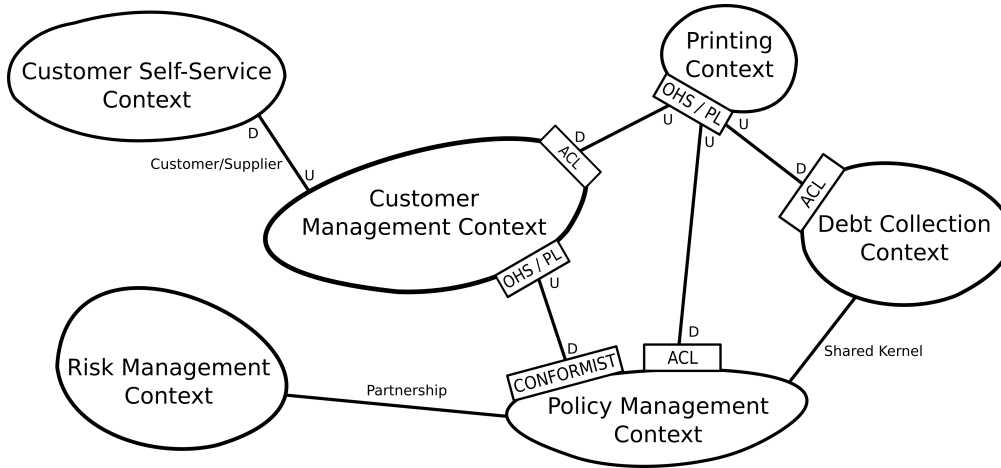 Printing
Context
Customer Self-Service
Context
OHS / PL
U
U
U
D
D
D
Customer/Supplier
U
ACL
ACL
Customer
Management Context
Debt Collection
Context
OHS / PL
U
D
D
Shared Kernel
CONFORMIST
ACL
Risk Management
Context
Partnership
Policy Management
Context